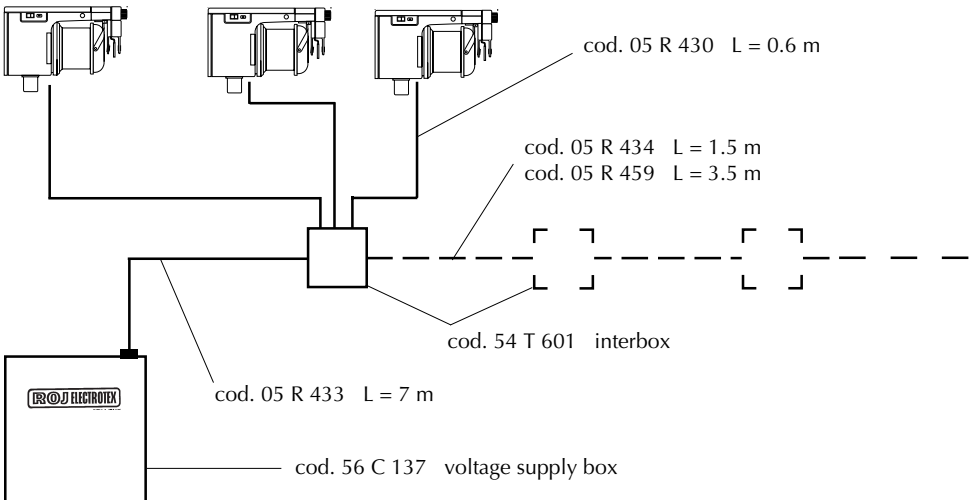 cod. 05 R 430 L = 0.6 m
cod. 05 R 434 L = 1.5 m
cod. 05 R 459 L = 3.5 m
cod. 54 T 601 interbox
cod. 05 R 433 L = 7 m
ROJ ELECTROTEX
cod. 56 C 137 voltage supply box